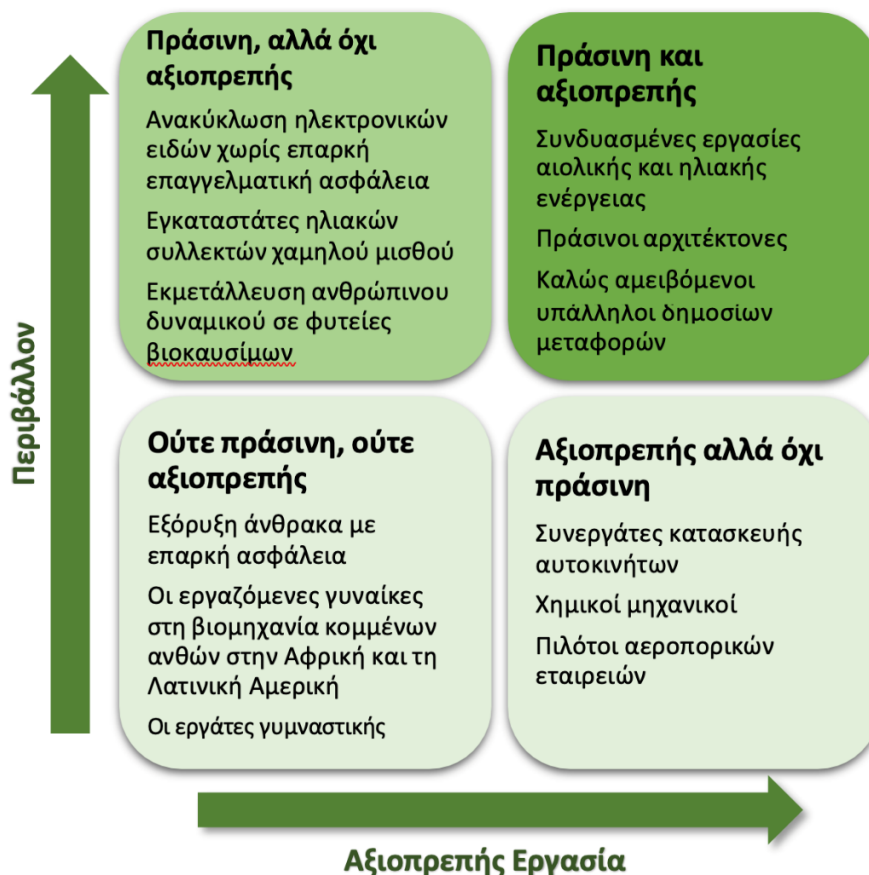 Πράσινη, αλλά όχι
αξιοπρεπής
Ανακύκλωση ηλεκτρονικών
ειδών χωρίς επαρκή
επαγγελματική ασφάλεια
Εγκαταστάτες ηλιακών
συλλεκτών χαμηλού μισθού
Εκμετάλλευση ανθρώπινου
δυναμικού σε φυτείες
βιοκαυσίμων
Πράσινη και
αξιοπρεπής
Συνδυασμένες εργασίες
αιολικής και ηλιακής
ενέργειας
Πράσινοι αρχιτέκτονες
Καλώς αμειβόμενοι
υπάλληλοι δημοσίων
μεταφορών
Περιβάλλον
Ούτε πράσινη, ούτε
αξιοπρεπής
Εξόρυξη άνθρακα με
επαρκή ασφάλεια
Οι εργαζόμενες γυναίκες
στη βιομηχανία κομμένων
ανθών στην Αφρική και τη
Λατινική Αμερική
Οι εργάτες γυμναστικής
Αξιοπρεπής αλλά όχι
πράσινη
Συνεργάτες κατασκευής
αυτοκινήτων
Χημικοί μηχανικοί
Πιλότοι αεροπορικών
εταιρειών
Αξιοπρεπής Εργασία